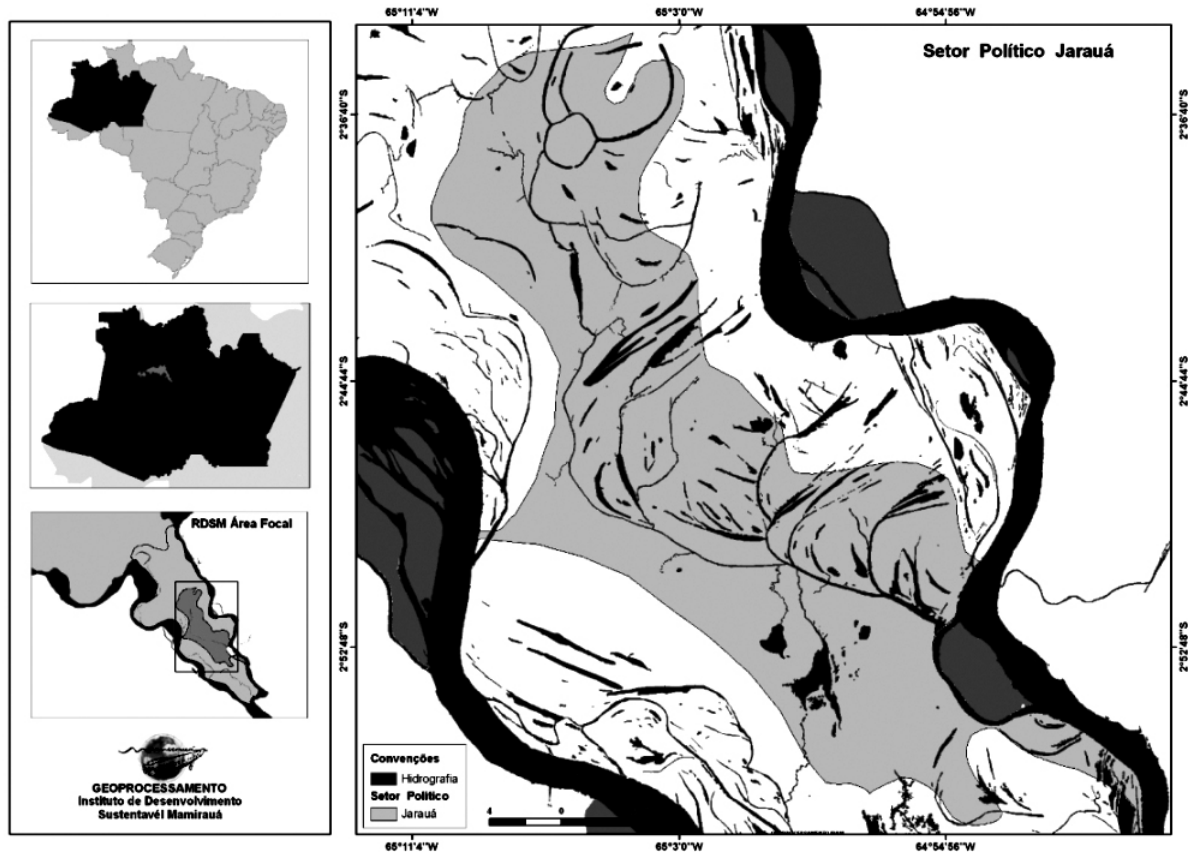 65°11'4"W
65°3'0"W
64°54'56"W
Setor Político Jarauá
2°36'40"S
2°36'40"S
2°44'44"S
2°44'44"S
2°52'48"S
2°52'48"S
RDSM Área Focal
GEOPROCESSAMENTO
Instituto de Desenvolvimento
Sustentavél Mamirauá
Convenções
Hidrografia
Setor Político
Jarauá
4
0
65°11'4"W
65°3'0"W
64°54'56"W